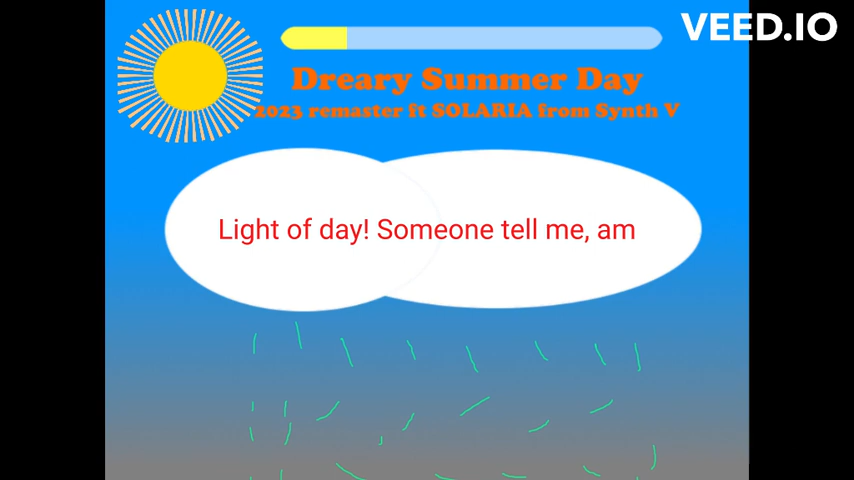 VEED.IO
Dreary Summer Day
2023 remaster ft SOLARIA from Synth V
Light of day! Someone tell me, am